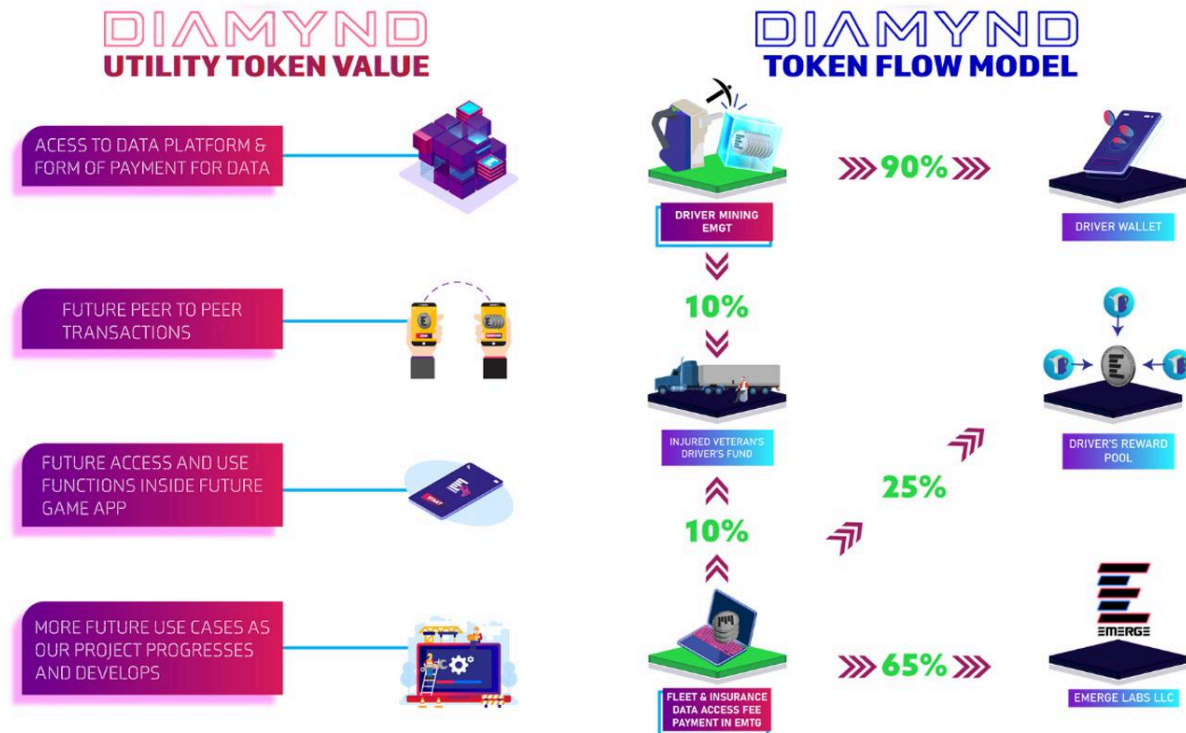 DIAMYND
UTILITY TOKEN VALUE
ACESS TO DATA PLATFORM &
FORM OF PAYMENT FOR DATA
FUTURE PEER TO PEER
TRANSACTIONS
FUTURE ACCESS AND USE
FUNCTIONS INSIDE FUTURE
GAME APP
START
MORE FUTURE USE CASES AS
OUR PROJECT PROGRESSES
AND DEVELOPS
DIAMYND
TOKEN FLOW MODEL
DRIVER MINING
EMGT
90%
DRIVER WALLET
10%
INJURED VETERAN'S
DRIVER'S FUND
DRIVER'S REWARD
POOL
25%
10%
FLEET & INSURANCE
DATA ACCESS FEE
PAYMENT IN EMTG
65%
EMERGE
EMERGE LABS LLC